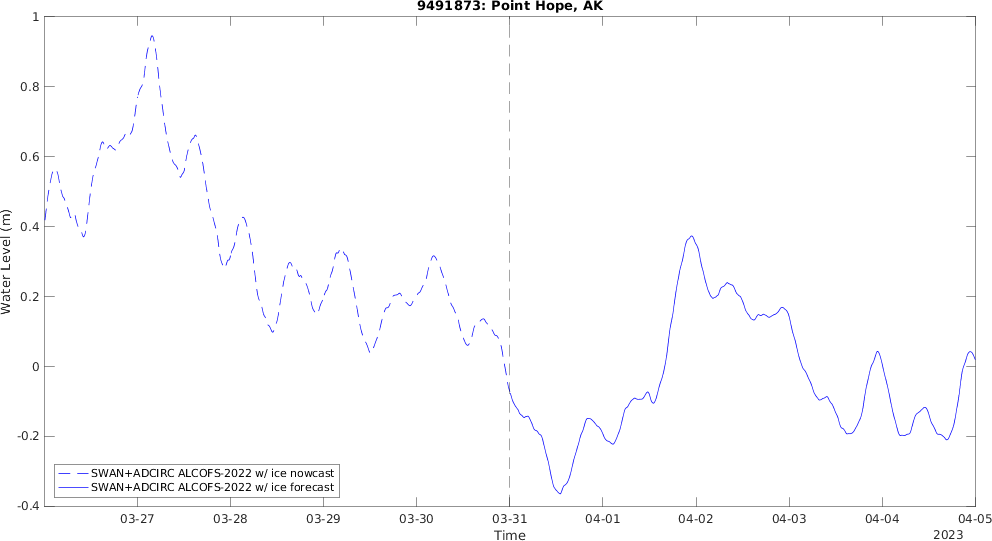 9491873: Point Hope, AK
Water Level (m)
1
0.8
0.6
0.4
0.2
0
-0.2
-0.4
SWAN+ADCIRC ALCOFS-2022 w/ ice nowcast
SWAN+ADCIRC ALCOFS-2022 w/ ice forecast
03-27 03-28 03-29 03-30 03-31 04-01 04-02 04-03 04-04 04-05
Time
2023